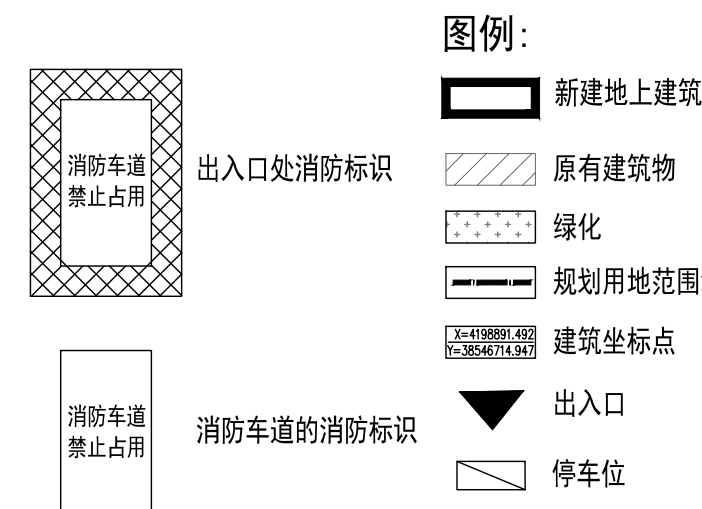 图例:
新建地上建筑
消防车道
禁止占用
出入口处消防标识
原有建筑物
绿化
规划用地范围
X=4198891.492
Y=38546714.947
建筑坐标点
出入口
消防车道
禁止占用
消防车道的消防标识
停车位